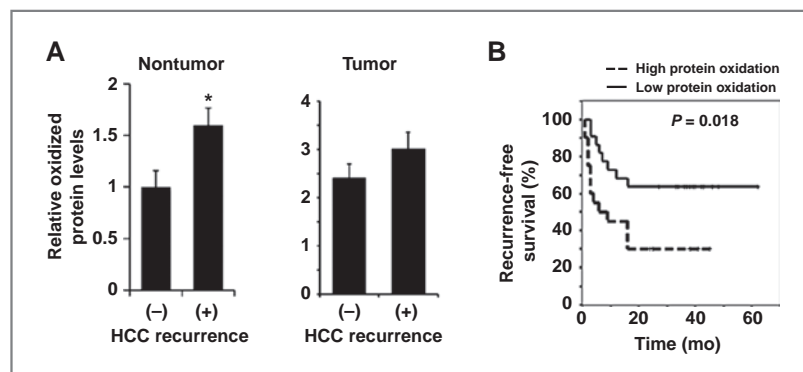 A
Nontumor
Tumor
Relative oxidized
protein levels
2
1.5
1
0.5
0
*
(–) (+)
HCC recurrence
4
3
2
1
0
(–) (+)
HCC recurrence
B
High protein oxidation
Low protein oxidation
P = 0.018
Recurrence-free
survival (%)
100
80
60
40
30
0
0 20 40 60
Time (mo)